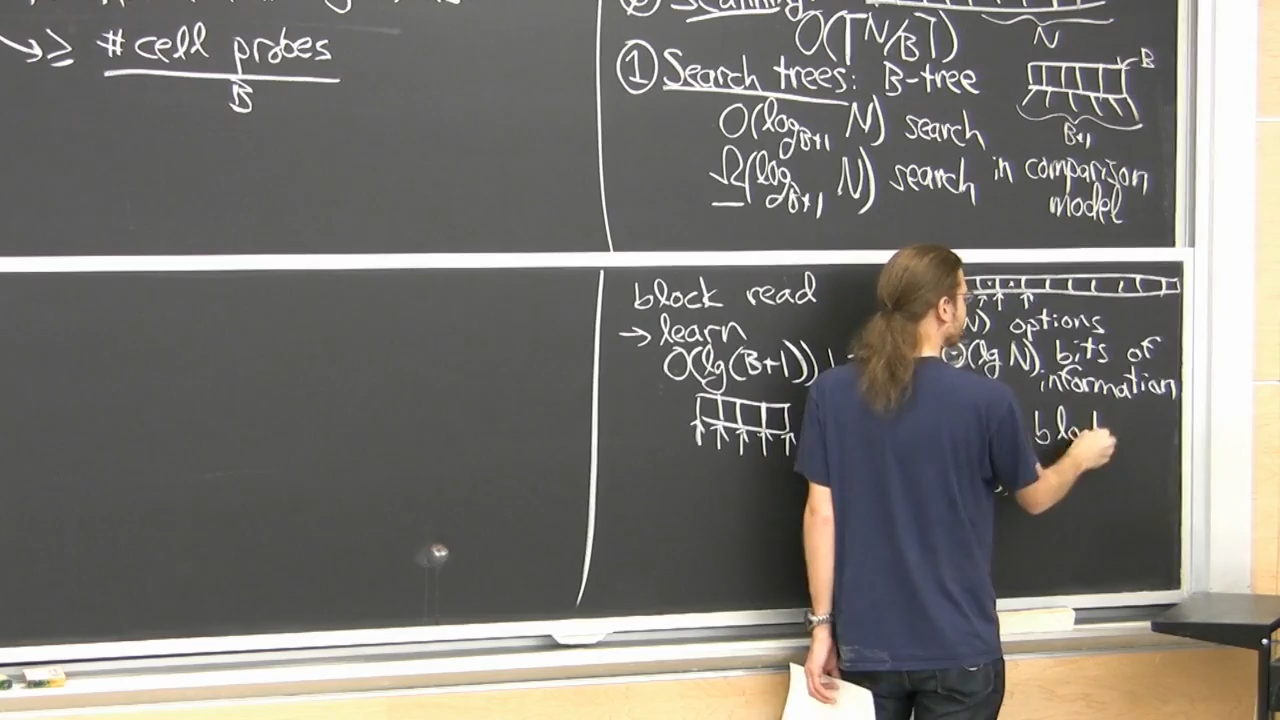 ≥ # cell probes
B
② Scanning:
O(⌈N/B⌉)
N
① Search trees: B-tree
B
B+1
O(log_{B+1} N) search
Ω(log_{B+1} N) search in comparison model
block read
→ learn
O(lg(B+1))
N) options
(lg N) bits of
information
block